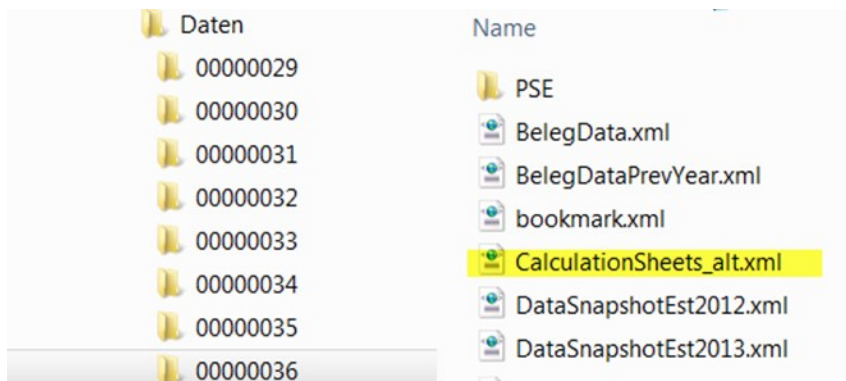 Daten
00000029
00000030
00000031
00000032
00000033
00000034
00000035
00000036
Name
PSE
BelegData.xml
BelegDataPrevYear.xml
bookmark.xml
CalculationSheets_alt.xml
DataSnapshotEst2012.xml
DataSnapshotEst2013.xml